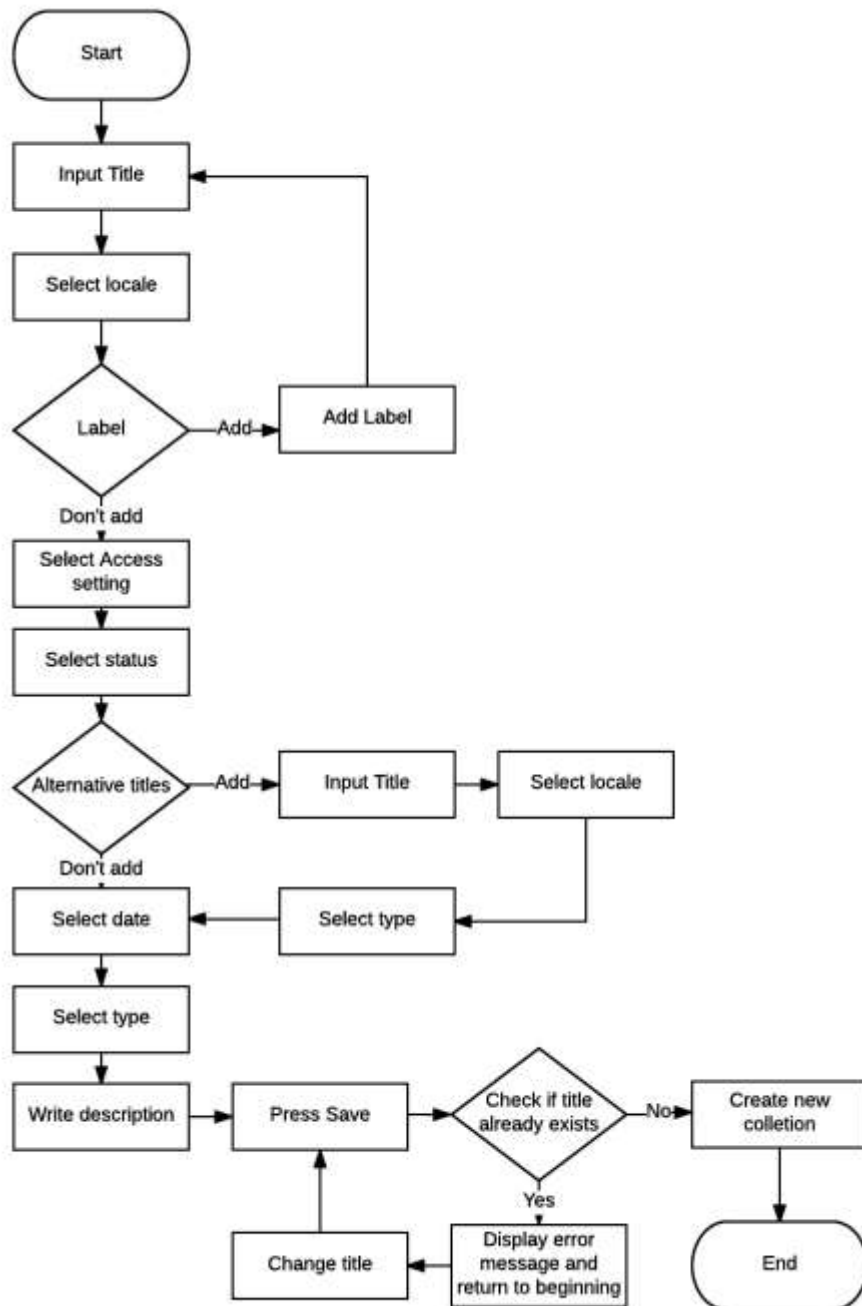 Start
Input Title
Select locale
Label
Add
Add Label
Don't add
Select Access
setting
Select status
Alternative titles
Add
Input Title
Select locale
Don't add
Select date
Select type
Select type
Write description
Press Save
Check if title
already exists
No
Create new
colletion
Yes
Change title
Display error
message and
return to beginning
End